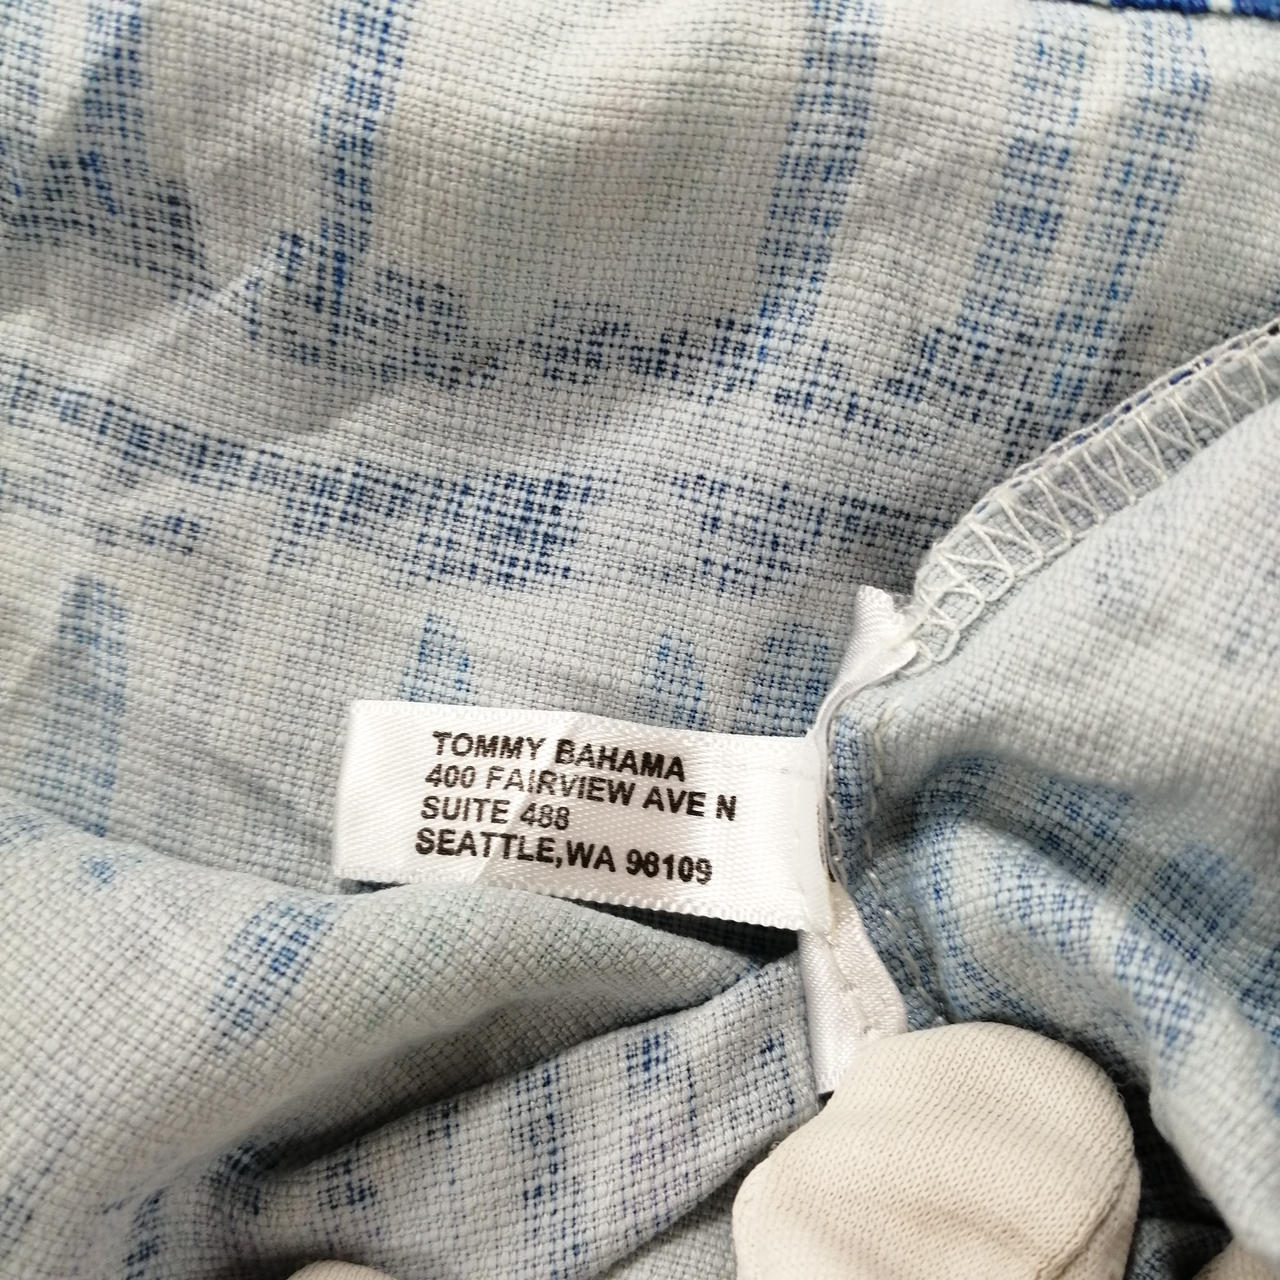 TOMMY BAHAMA
400 FAIRVIEW AVE N
SUITE 488
SEATTLE,WA 98109